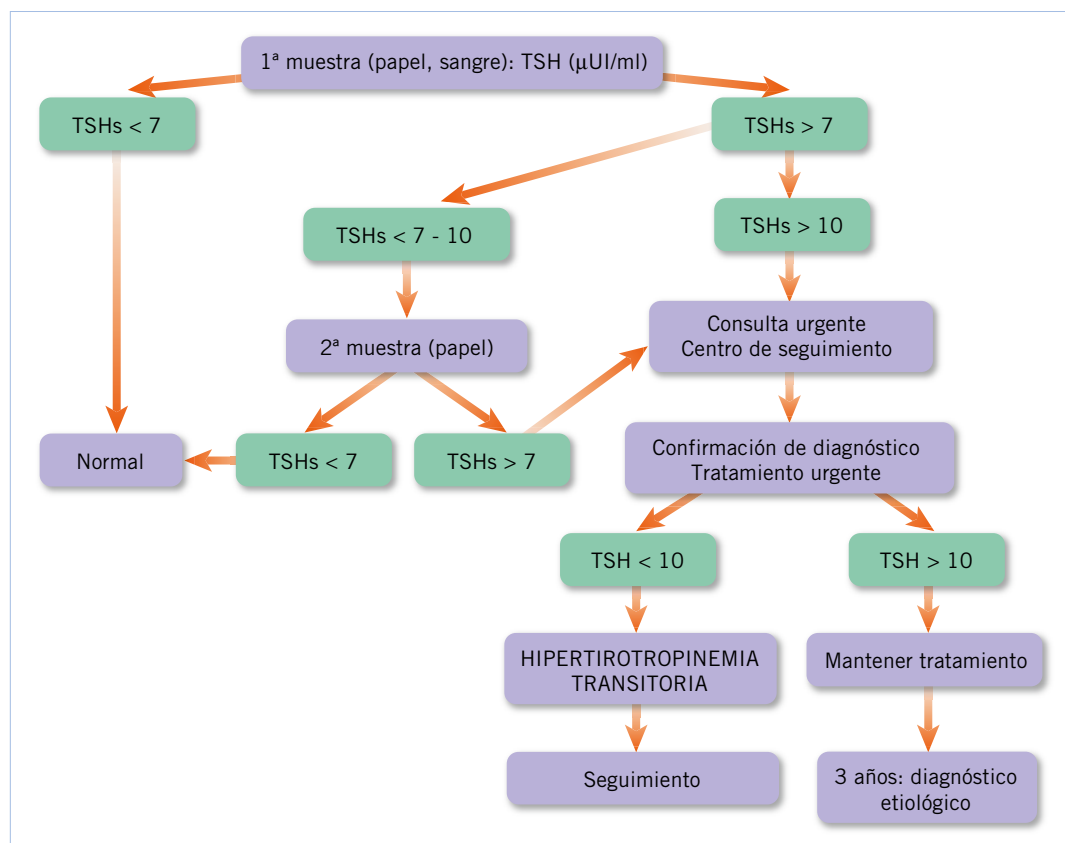 1ª muestra (papel, sangre): TSH (μUI/ml)
TSHs < 7
TSHs > 7
TSHs < 7 - 10
TSHs > 10
2ª muestra (papel)
Consulta urgente
Centro de seguimiento
Normal
TSHs < 7
TSHs > 7
Confirmación de diagnóstico
Tratamiento urgente
TSH < 10
TSH > 10
HIPERTIROTROPINEMIA
TRANSITORIA
Mantener tratamiento
Seguimiento
3 años: diagnóstico
etiológico